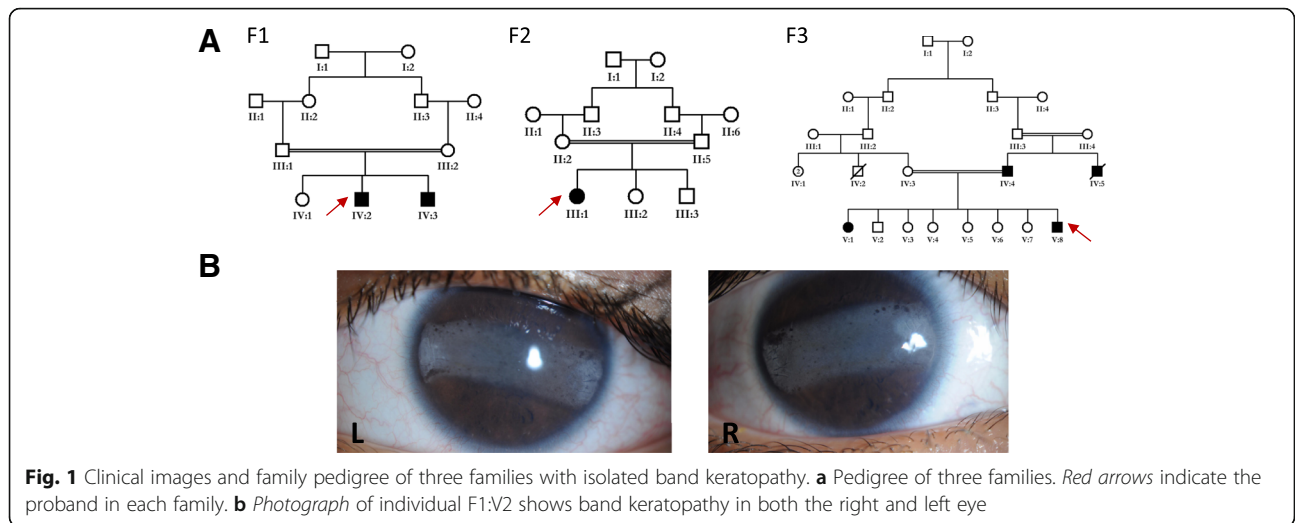 A F1 F2 F3
I:1 I:2
II:1 II:2 II:3 II:4
III:1 III:2
IV:1 IV:2 IV:3
I:1 I:2
II:1 II:3 II:4 II:6
II:2 II:5
III:1 III:2 III:3
I:1 I:2
II:1 II:2 II:3 II:4
III:1 III:2 III:3 III:4
2
IV:1 IV:2 IV:3 IV:4 IV:5
V:1 V:2 V:3 V:4 V:5 V:6 V:7 V:8
B
L R
Fig. 1 Clinical images and family pedigree of three families with isolated band keratopathy. a Pedigree of three families. Red arrows indicate the
proband in each family. b Photograph of individual F1:V2 shows band keratopathy in both the right and left eye